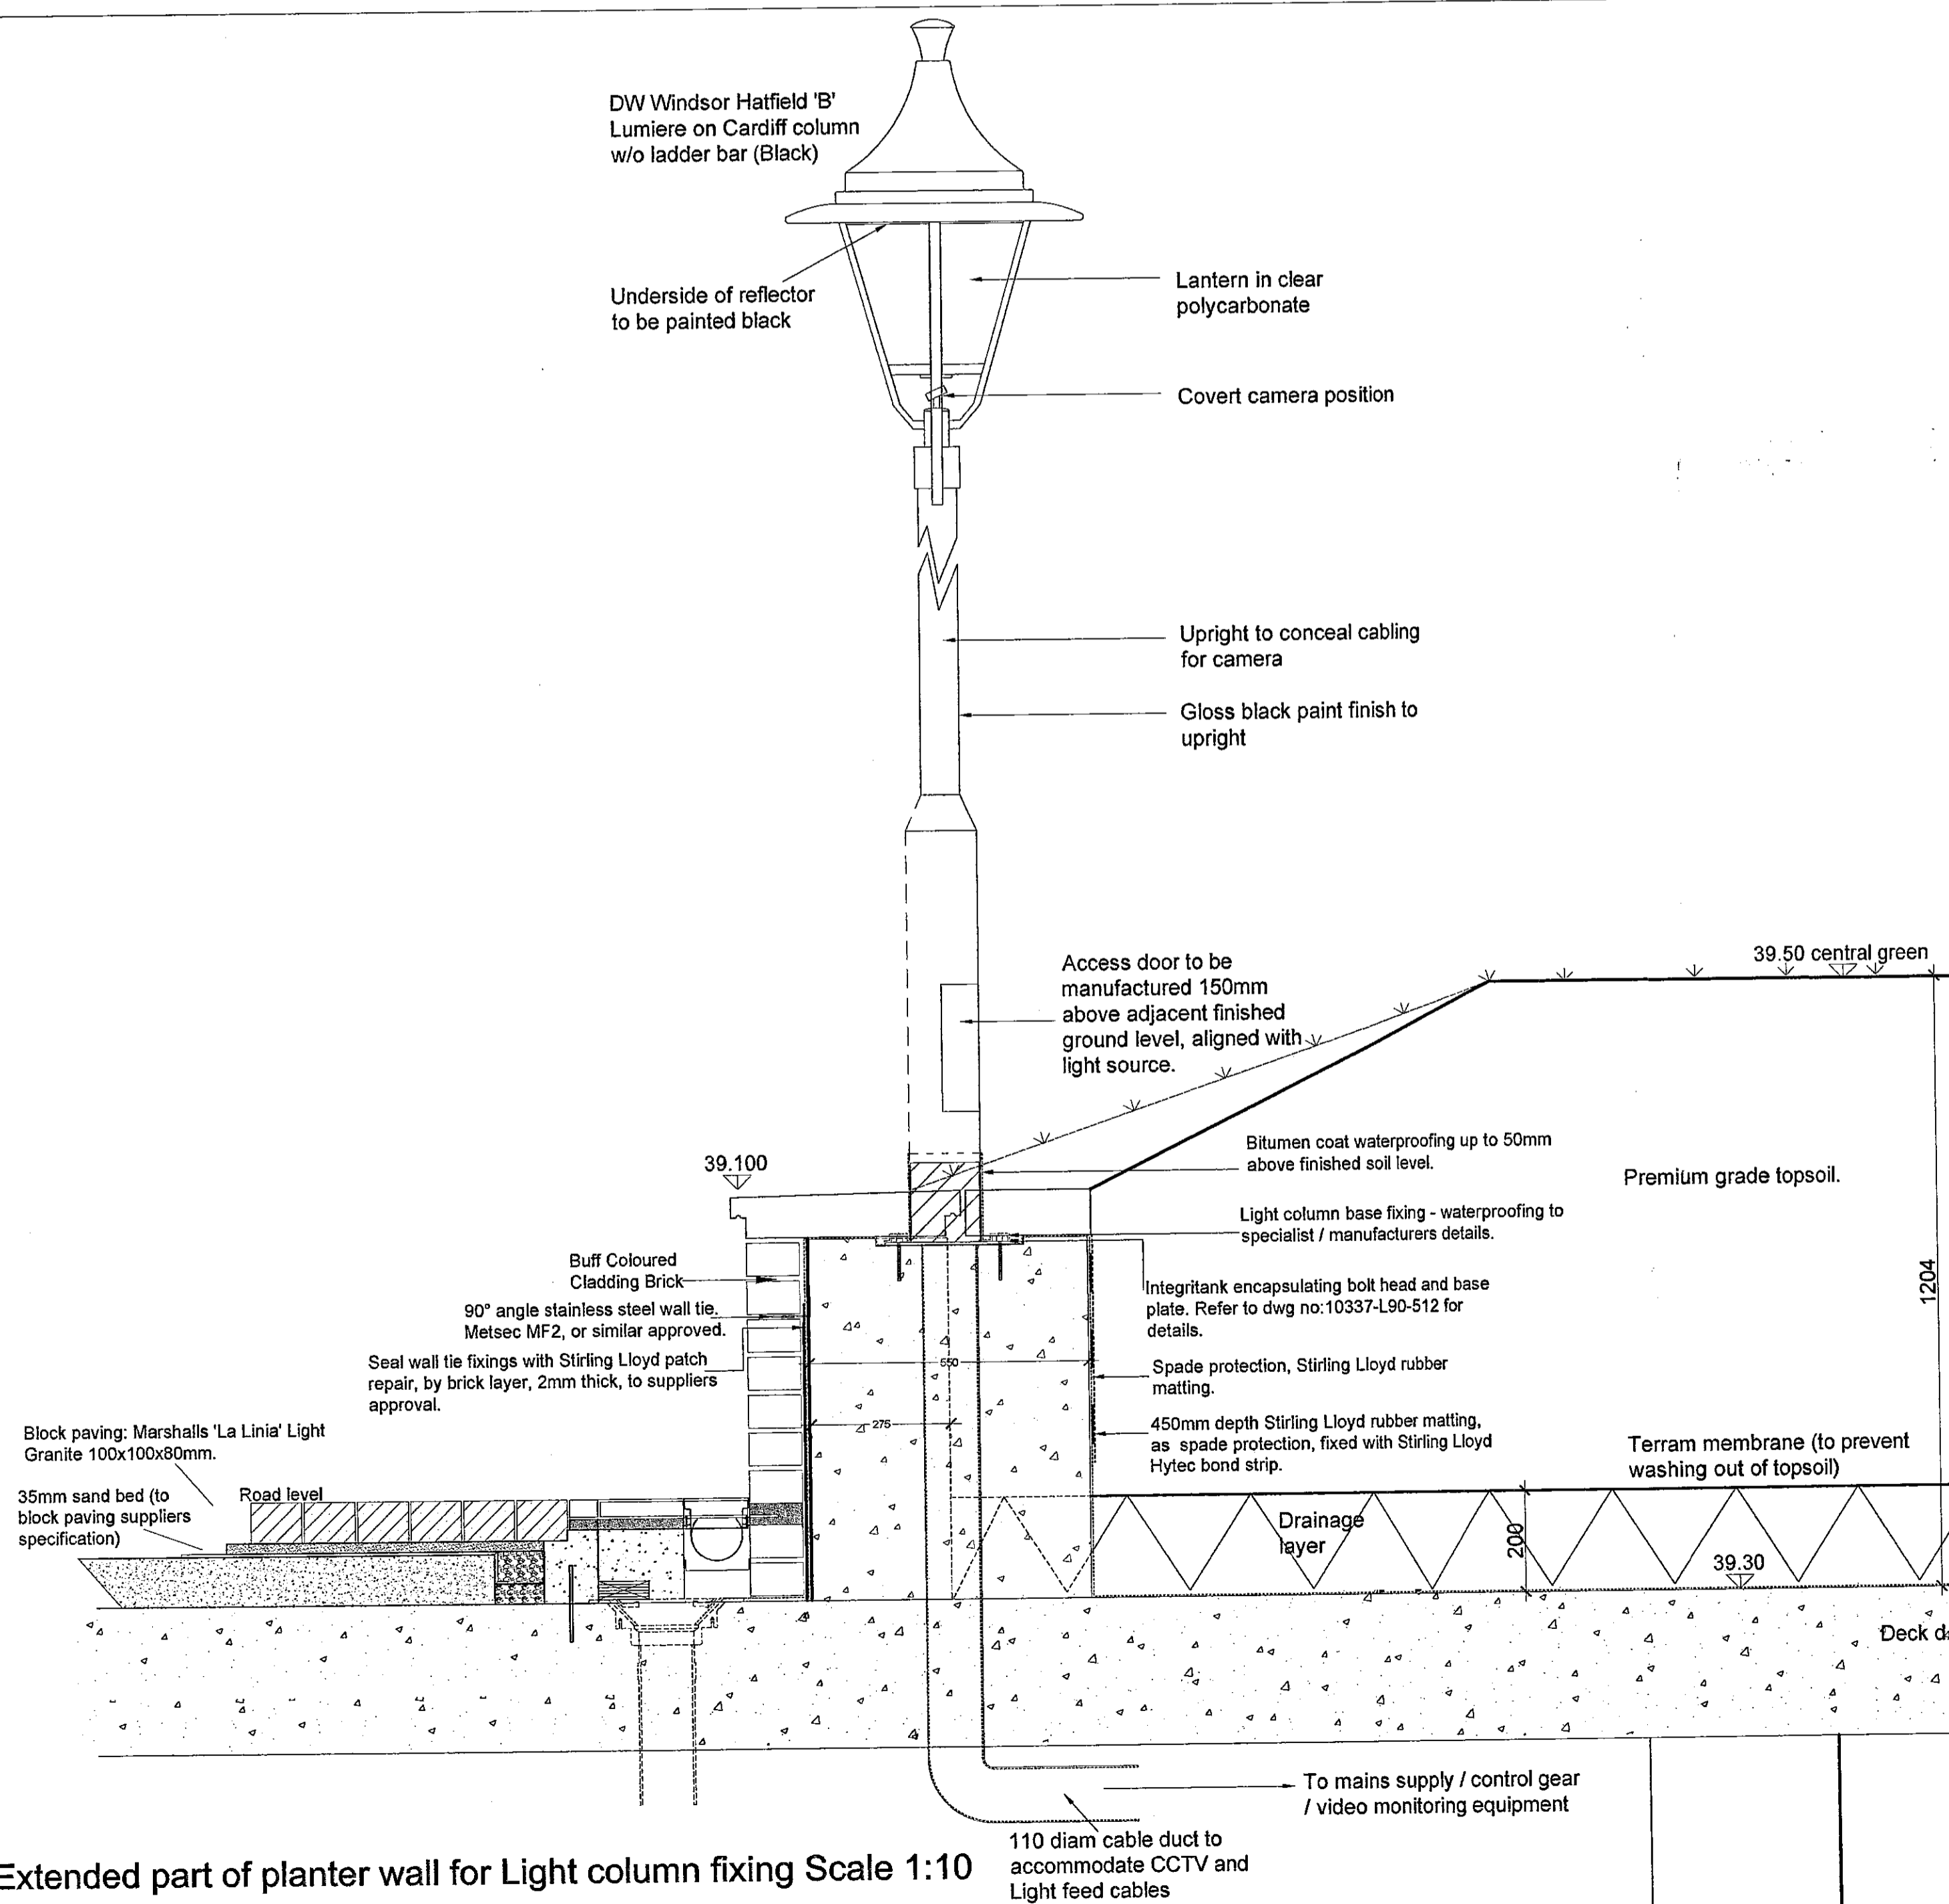 DW Windsor Hatfield 'B'
Lumiere on Cardiff column
w/o ladder bar (Black)
Underside of reflector
to be painted black
Lantern in clear
polycarbonate
Covert camera position
Upright to conceal cabling
for camera
Gloss black paint finish to
upright
39.50 central green
Access door to be
manufactured 150mm
above adjacent finished
ground level, aligned with
light source.
39.100
Bitumen coat waterproofing up to 50mm
above finished soil level.
Premium grade topsoil.
Light column base fixing - waterproofing to
specialist / manufacturers details.
Buff Coloured
Cladding Brick
Integritank encapsulating bolt head and base
plate. Refer to dwg no:10337-L90-512 for
details.
1204
90° angle stainless steel wall tie.
Metsec MF2, or similar approved.
Seal wall tie fixings with Stirling Lloyd patch
repair, by brick layer, 2mm thick, to suppliers
approval.
550
Spade protection, Stirling Lloyd rubber
matting.
275
450mm depth Stirling Lloyd rubber matting,
as spade protection, fixed with Stirling Lloyd
Hytec bond strip.
Block paving: Marshalls 'La Linia' Light
Granite 100x100x80mm.
Terram membrane (to prevent
washing out of topsoil)
35mm sand bed (to
block paving suppliers
specification)
Road level
Drainage
layer
200
39.30
Deck
To mains supply / control gear
/ video monitoring equipment
110 diam cable duct to
accommodate CCTV and
Light feed cables
Extended part of planter wall for Light column fixing Scale 1:10